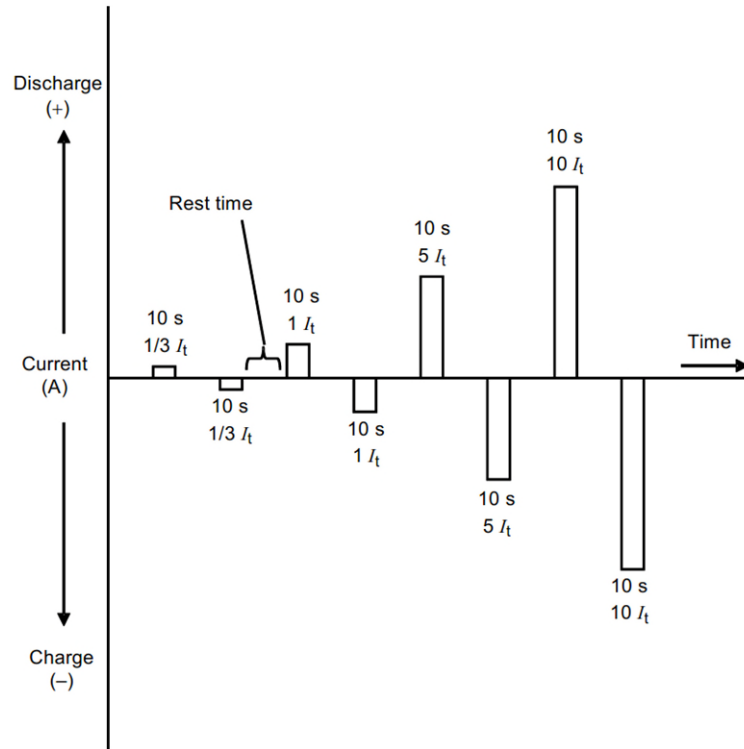 Discharge
(+)
10 s
10 It
Rest time
10 s
5 It
10 s
1 It
10 s
1/3 It
Time
Current
(A)
10 s
1/3 It
10 s
1 It
10 s
5 It
10 s
10 It
Charge
(–)